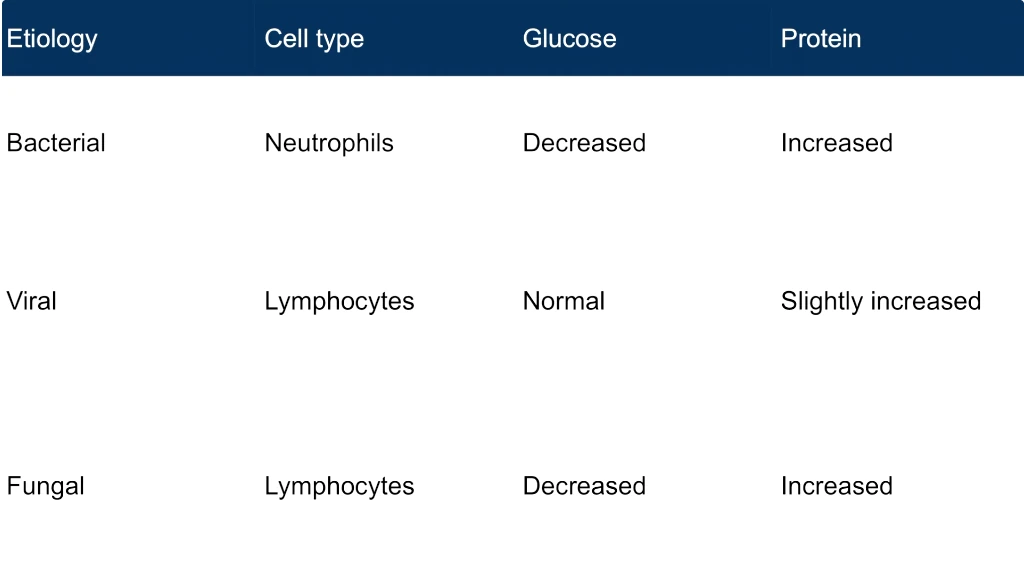 Etiology Cell type Glucose Protein
Bacterial Neutrophils Decreased Increased
Viral Lymphocytes Normal Slightly increased
Fungal Lymphocytes Decreased Increased